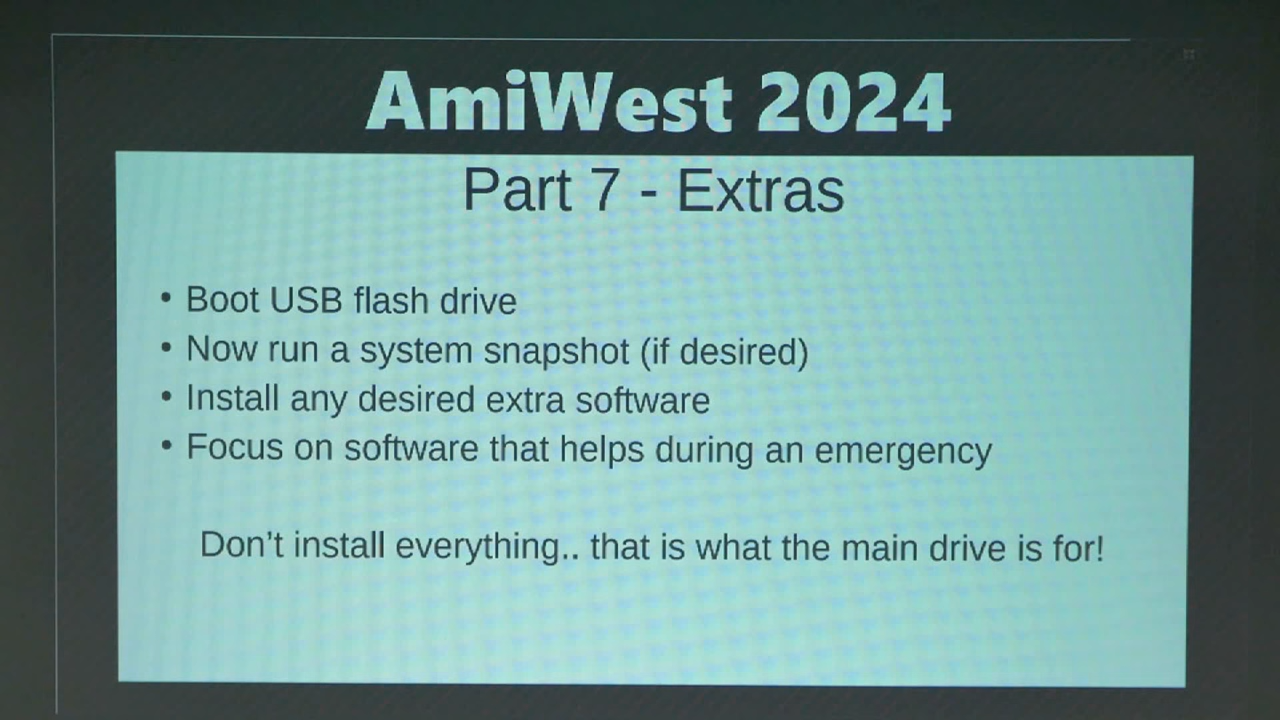 AmiWest 2024
Part 7 - Extras
• Boot USB flash drive
• Now run a system snapshot (if desired)
• Install any desired extra software
• Focus on software that helps during an emergency
Don’t install everything.. that is what the main drive is for!